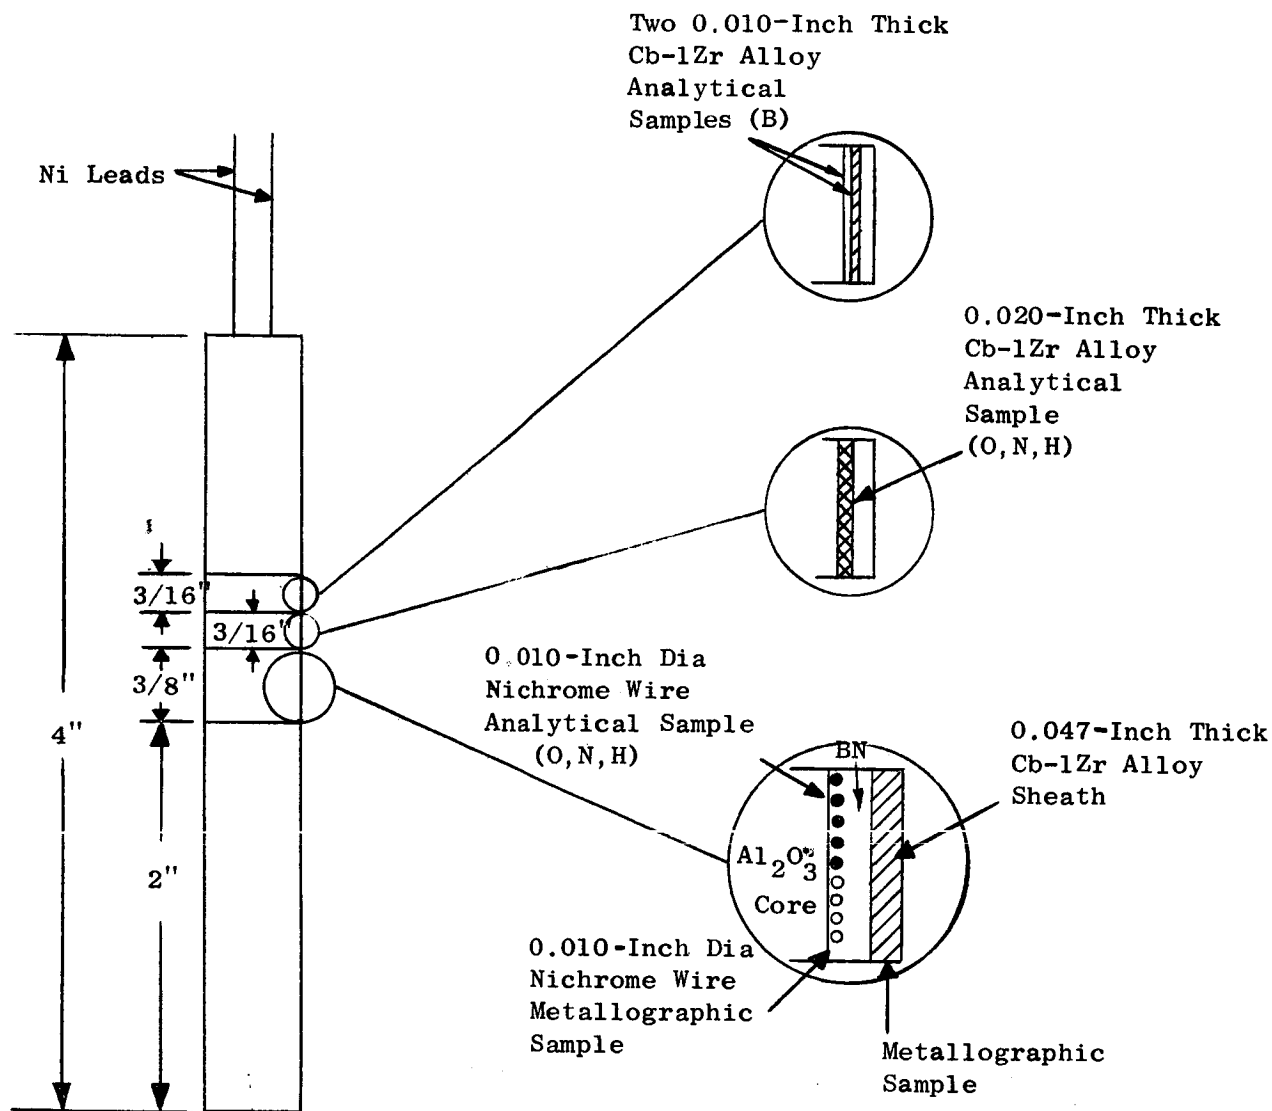 Two 0.010-Inch Thick
Cb-1Zr Alloy
Analytical
Samples (B)
Ni Leads
0.020-Inch Thick
Cb-1Zr Alloy
Analytical
Sample
(O,N,H)
3/16"
3/16"
3/8"
4"
2"
0.010-Inch Dia
Nichrome Wire
Analytical Sample
(O,N,H)
BN
0.047-Inch Thick
Cb-1Zr Alloy
Sheath
Al₂O₃
Core
0.010-Inch Dia
Nichrome Wire
Metallographic
Sample
Metallographic
Sample